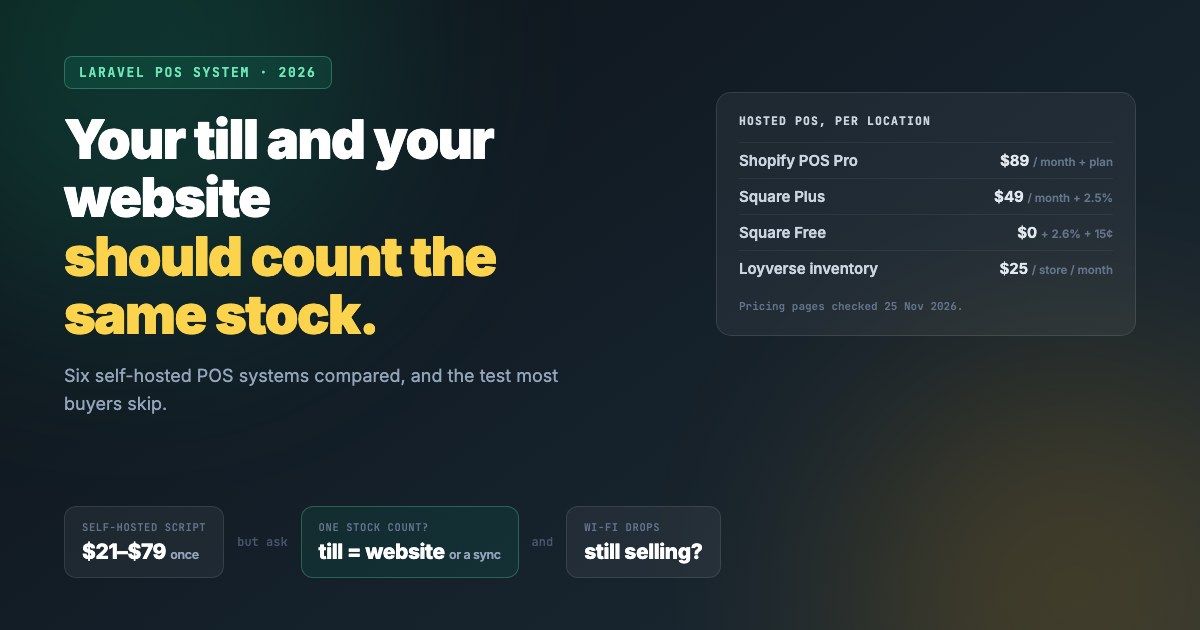 LARAVEL POS SYSTEM · 2026
Your till and your
website
should count the
same stock.
Six self-hosted POS systems compared, and the test most
buyers skip.
HOSTED POS, PER LOCATION
Shopify POS Pro $89 / month + plan
Square Plus $49 / month + 2.5%
Square Free $0 + 2.6% + 15¢
Loyverse inventory $25 / store / month
Pricing pages checked 25 Nov 2026.
SELF-HOSTED SCRIPT
$21–$79 once
but ask
ONE STOCK COUNT?
till = website or a sync
and
WI-FI DROPS
still selling?